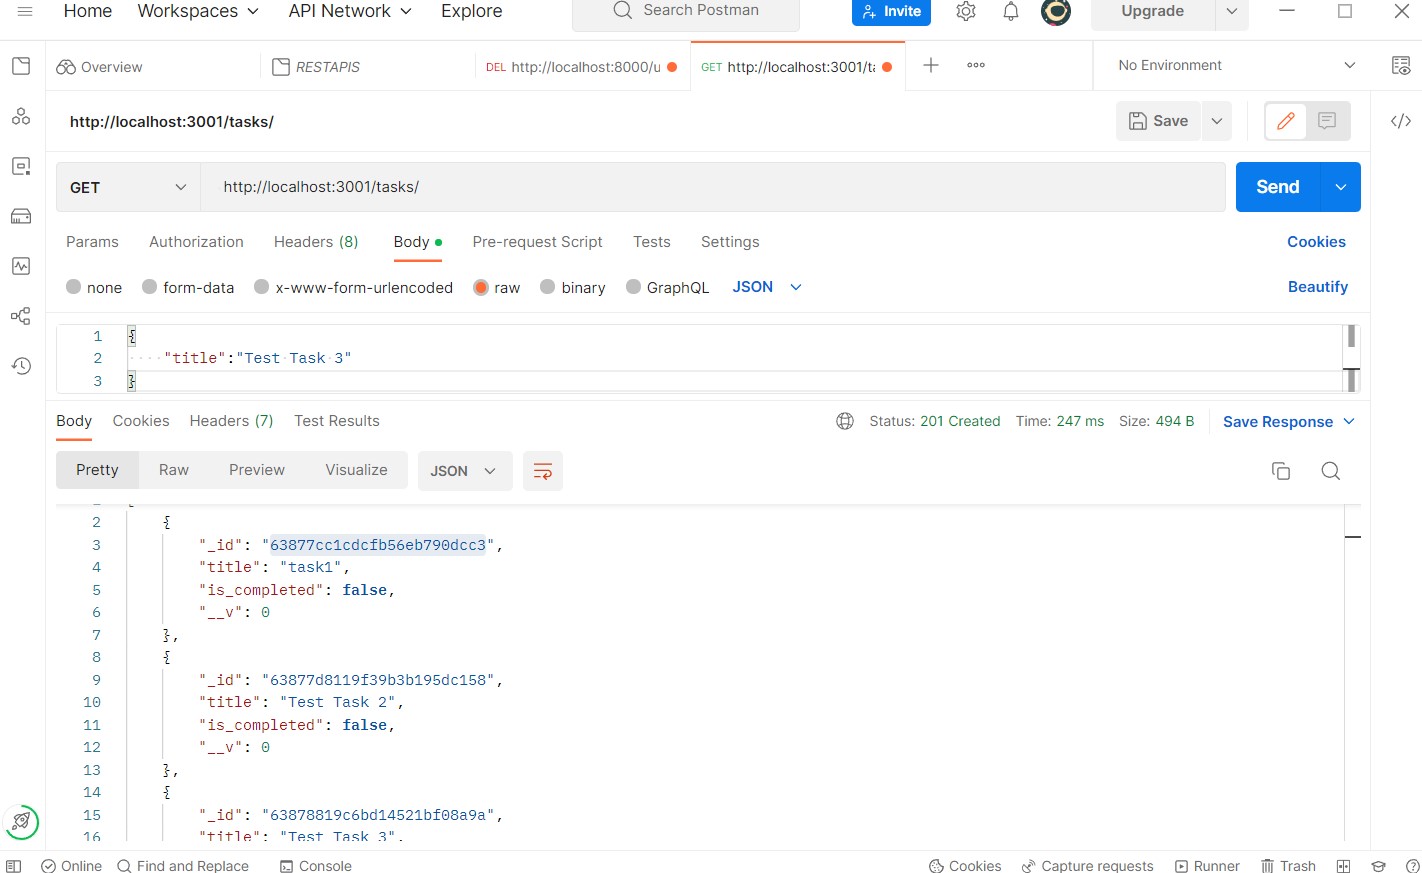 Home Workspaces API Network Explore Search Postman Invite Upgrade
Overview RESTAPIS DEL http://localhost:8000/u GET http://localhost:3001/ta No Environment
http://localhost:3001/tasks/ Save
GET http://localhost:3001/tasks/ Send
Params Authorization Headers (8) Body Pre-request Script Tests Settings Cookies
none form-data x-www-form-urlencoded raw binary GraphQL JSON Beautify
1 {
2 "title":"Test Task 3"
3 }
Body Cookies Headers (7) Test Results Status: 201 Created Time: 247 ms Size: 494 B Save Response
Pretty Raw Preview Visualize JSON
2 {
3 "_id": "63877cc1cdcfb56eb790dcc3",
4 "title": "task1",
5 "is_completed": false,
6 "__v": 0
7 },
8 {
9 "_id": "63877d8119f39b3b195dc158",
10 "title": "Test Task 2",
11 "is_completed": false,
12 "__v": 0
13 },
14 {
15 "_id": "63878819c6bd14521bf08a9a",
16 "title": "Test Task 3",
Online Find and Replace Console Cookies Capture requests Runner Trash